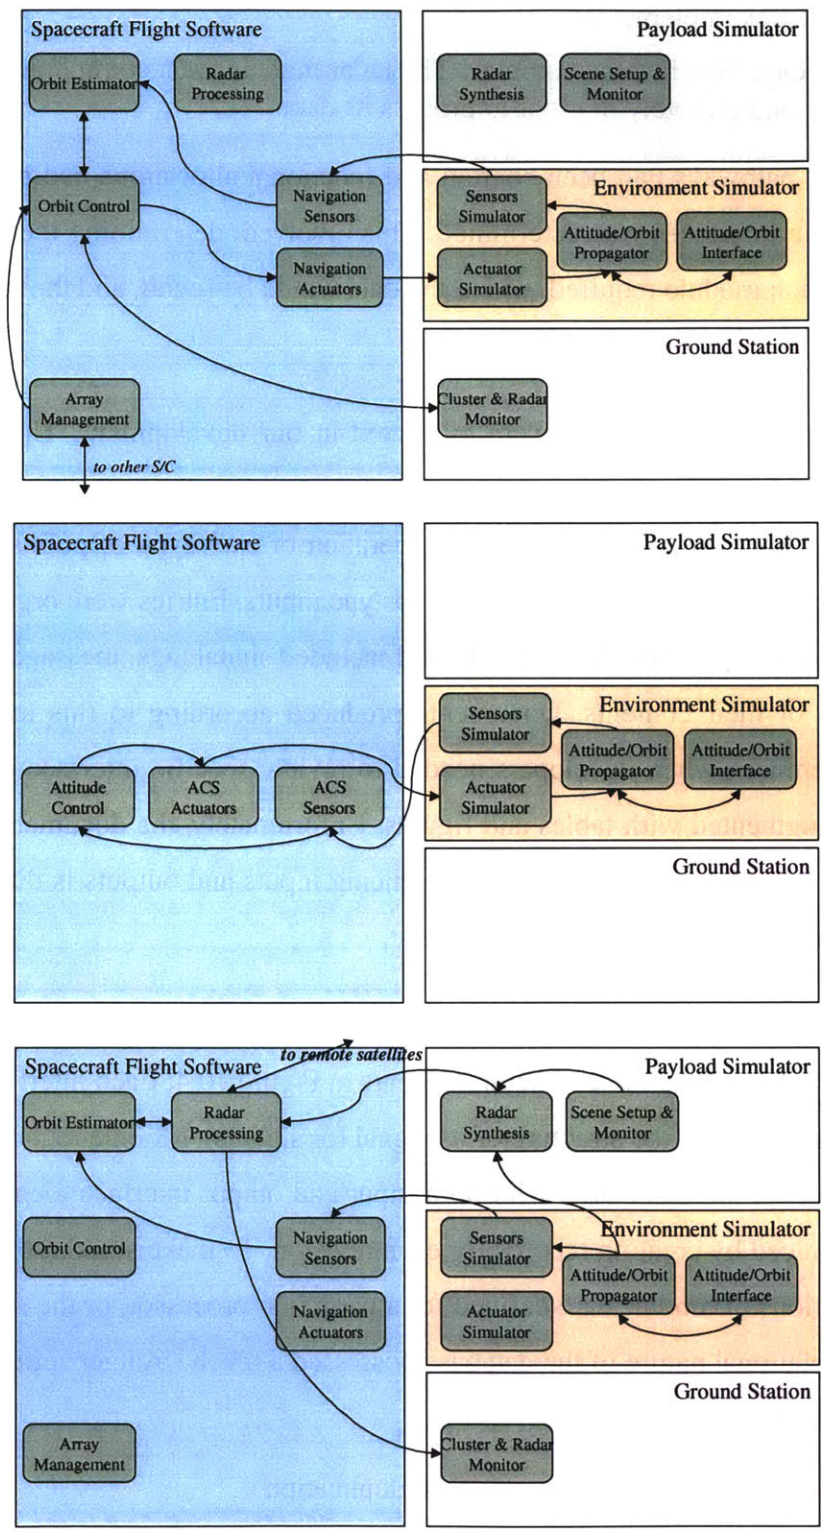 Spacecraft Flight Software
Payload Simulator
Orbit Estimator
Radar
Processing
Radar
Synthesis
Scene Setup &
Monitor
Environment Simulator
Orbit Control
Navigation
Sensors
Sensors
Simulator
Attitude/Orbit
Propagator
Attitude/Orbit
Interface
Navigation
Actuators
Actuator
Simulator
Ground Station
Array
Management
Cluster & Radar
Monitor
to other S/C
Spacecraft Flight Software
Payload Simulator
Environment Simulator
Sensors
Simulator
Attitude/Orbit
Propagator
Attitude/Orbit
Interface
Attitude
Control
ACS
Actuators
ACS
Sensors
Actuator
Simulator
Ground Station
to remote satellites
Spacecraft Flight Software
Payload Simulator
Orbit Estimator
Radar
Processing
Radar
Synthesis
Scene Setup &
Monitor
Environment Simulator
Orbit Control
Navigation
Sensors
Sensors
Simulator
Attitude/Orbit
Propagator
Attitude/Orbit
Interface
Navigation
Actuators
Actuator
Simulator
Ground Station
Array
Management
Cluster & Radar
Monitor